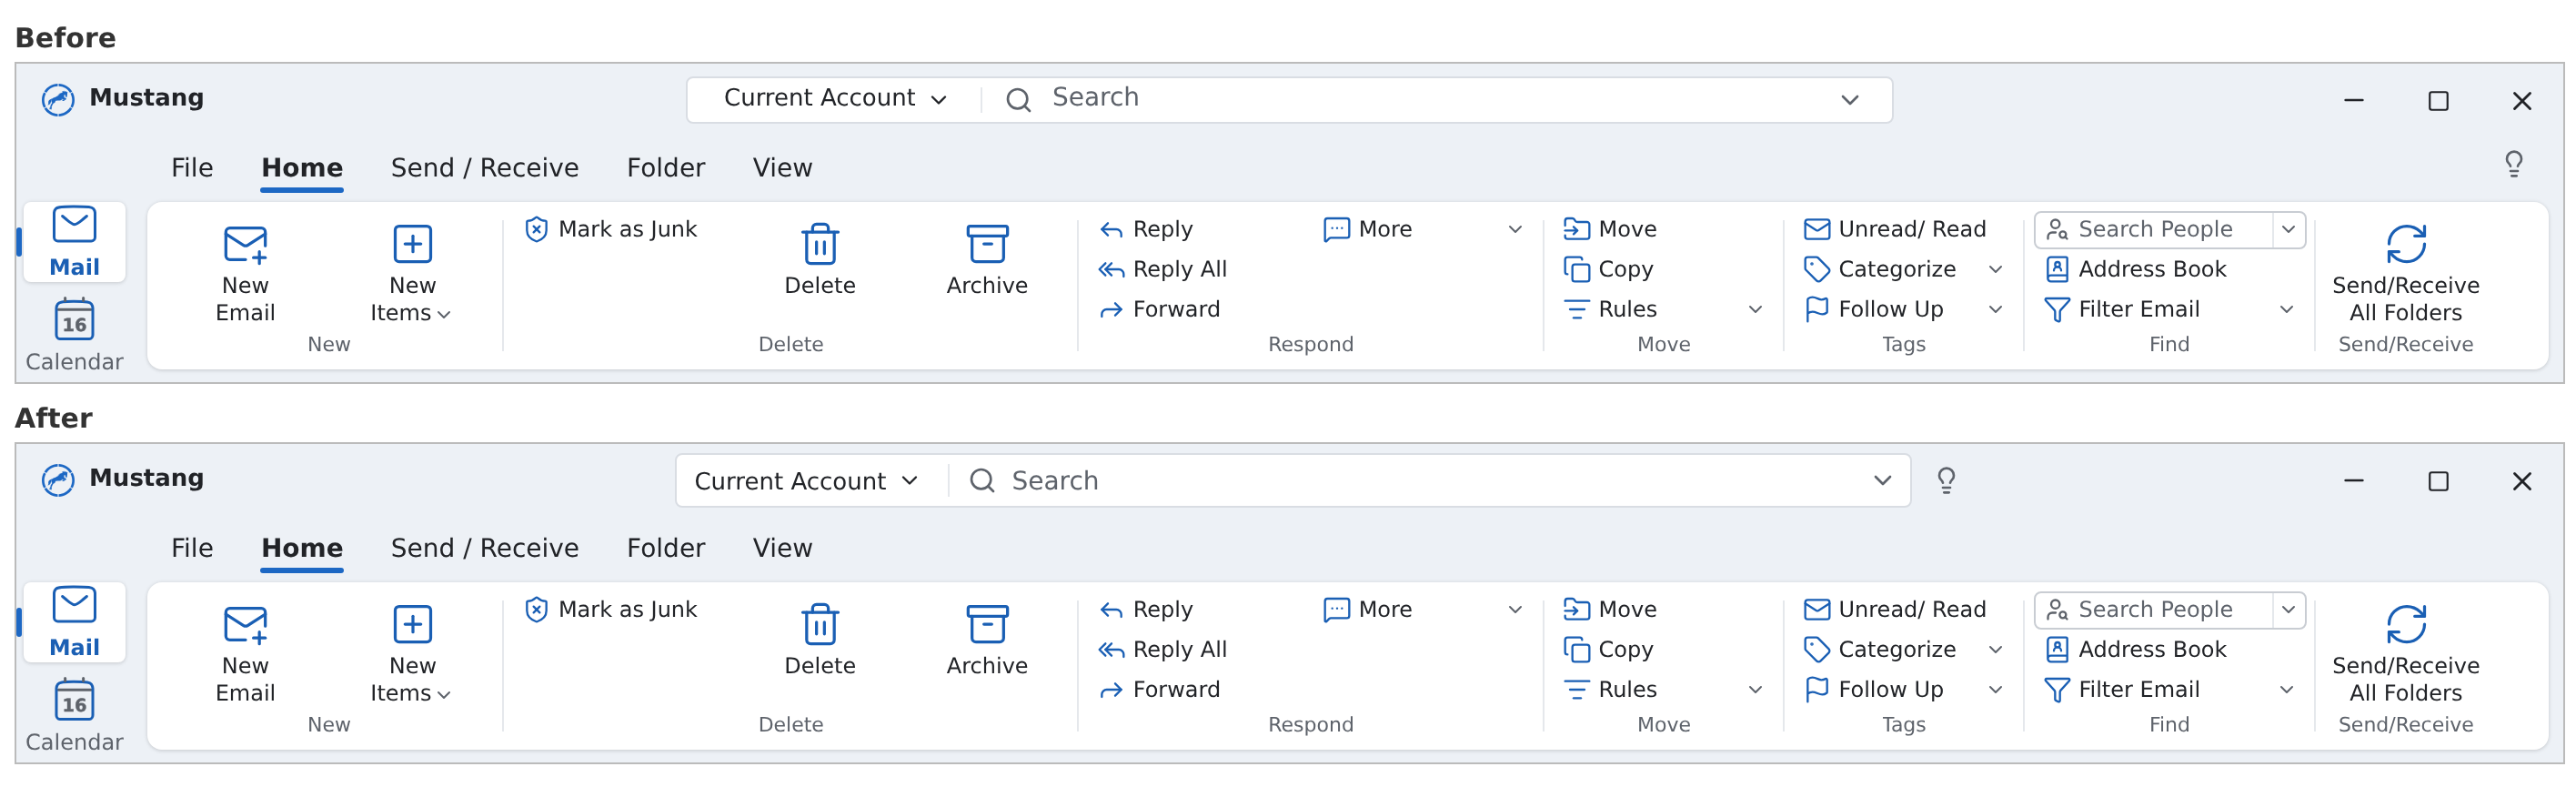 Before
Mustang
Current Account
Search
File Home Send / Receive Folder View
Mail
16
Calendar
New
Email
New
Items
New
Mark as Junk
Delete
Archive
Delete
Reply
Reply All
Forward
More
Respond
Move
Copy
Rules
Move
Unread/ Read
Categorize
Follow Up
Tags
Search People
Address Book
Filter Email
Find
Send/Receive
All Folders
Send/Receive
After
Mustang
Current Account
Search
File Home Send / Receive Folder View
Mail
16
Calendar
New
Email
New
Items
New
Mark as Junk
Delete
Archive
Delete
Reply
Reply All
Forward
More
Respond
Move
Copy
Rules
Move
Unread/ Read
Categorize
Follow Up
Tags
Search People
Address Book
Filter Email
Find
Send/Receive
All Folders
Send/Receive